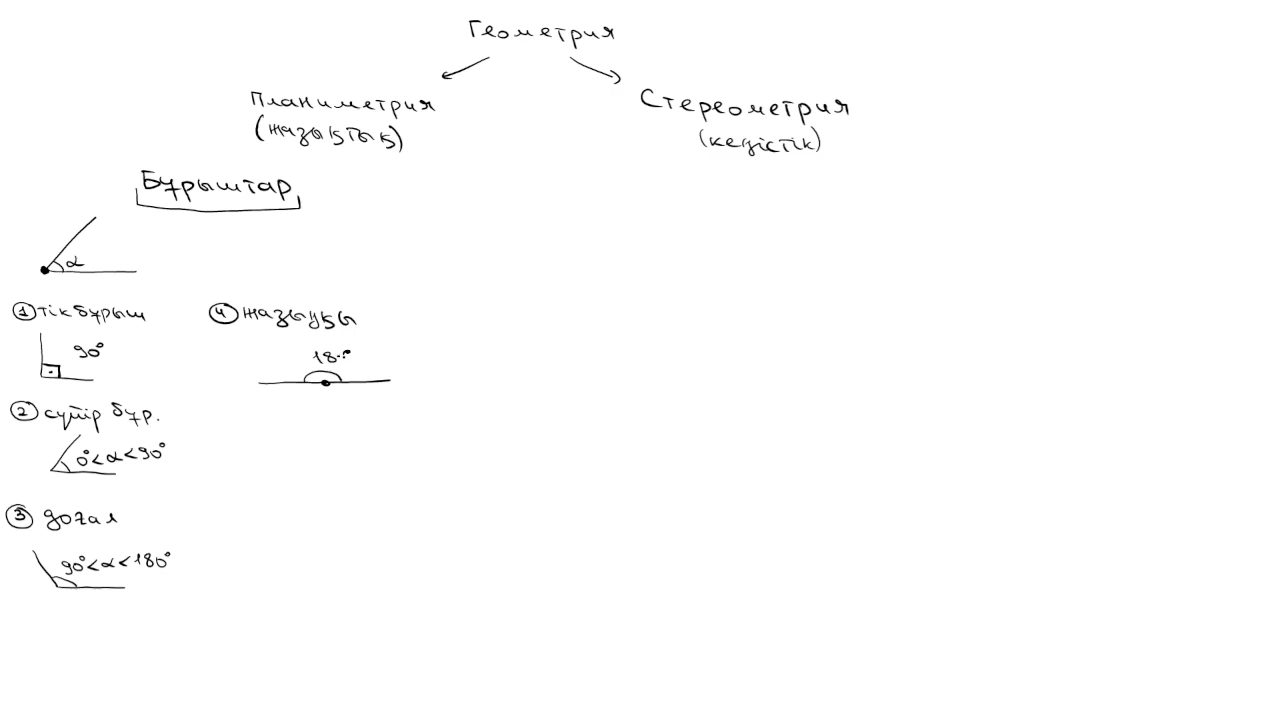 Геометрия
Планиметрия
(жазықтық)
Стереометрия
(кеңістік)
Бұрыштар
α
① тік бұрыш
90°
② сүйір бұр.
0°<α<90°
③ доғал
90°<α<180°
④ жазыңқы
180°